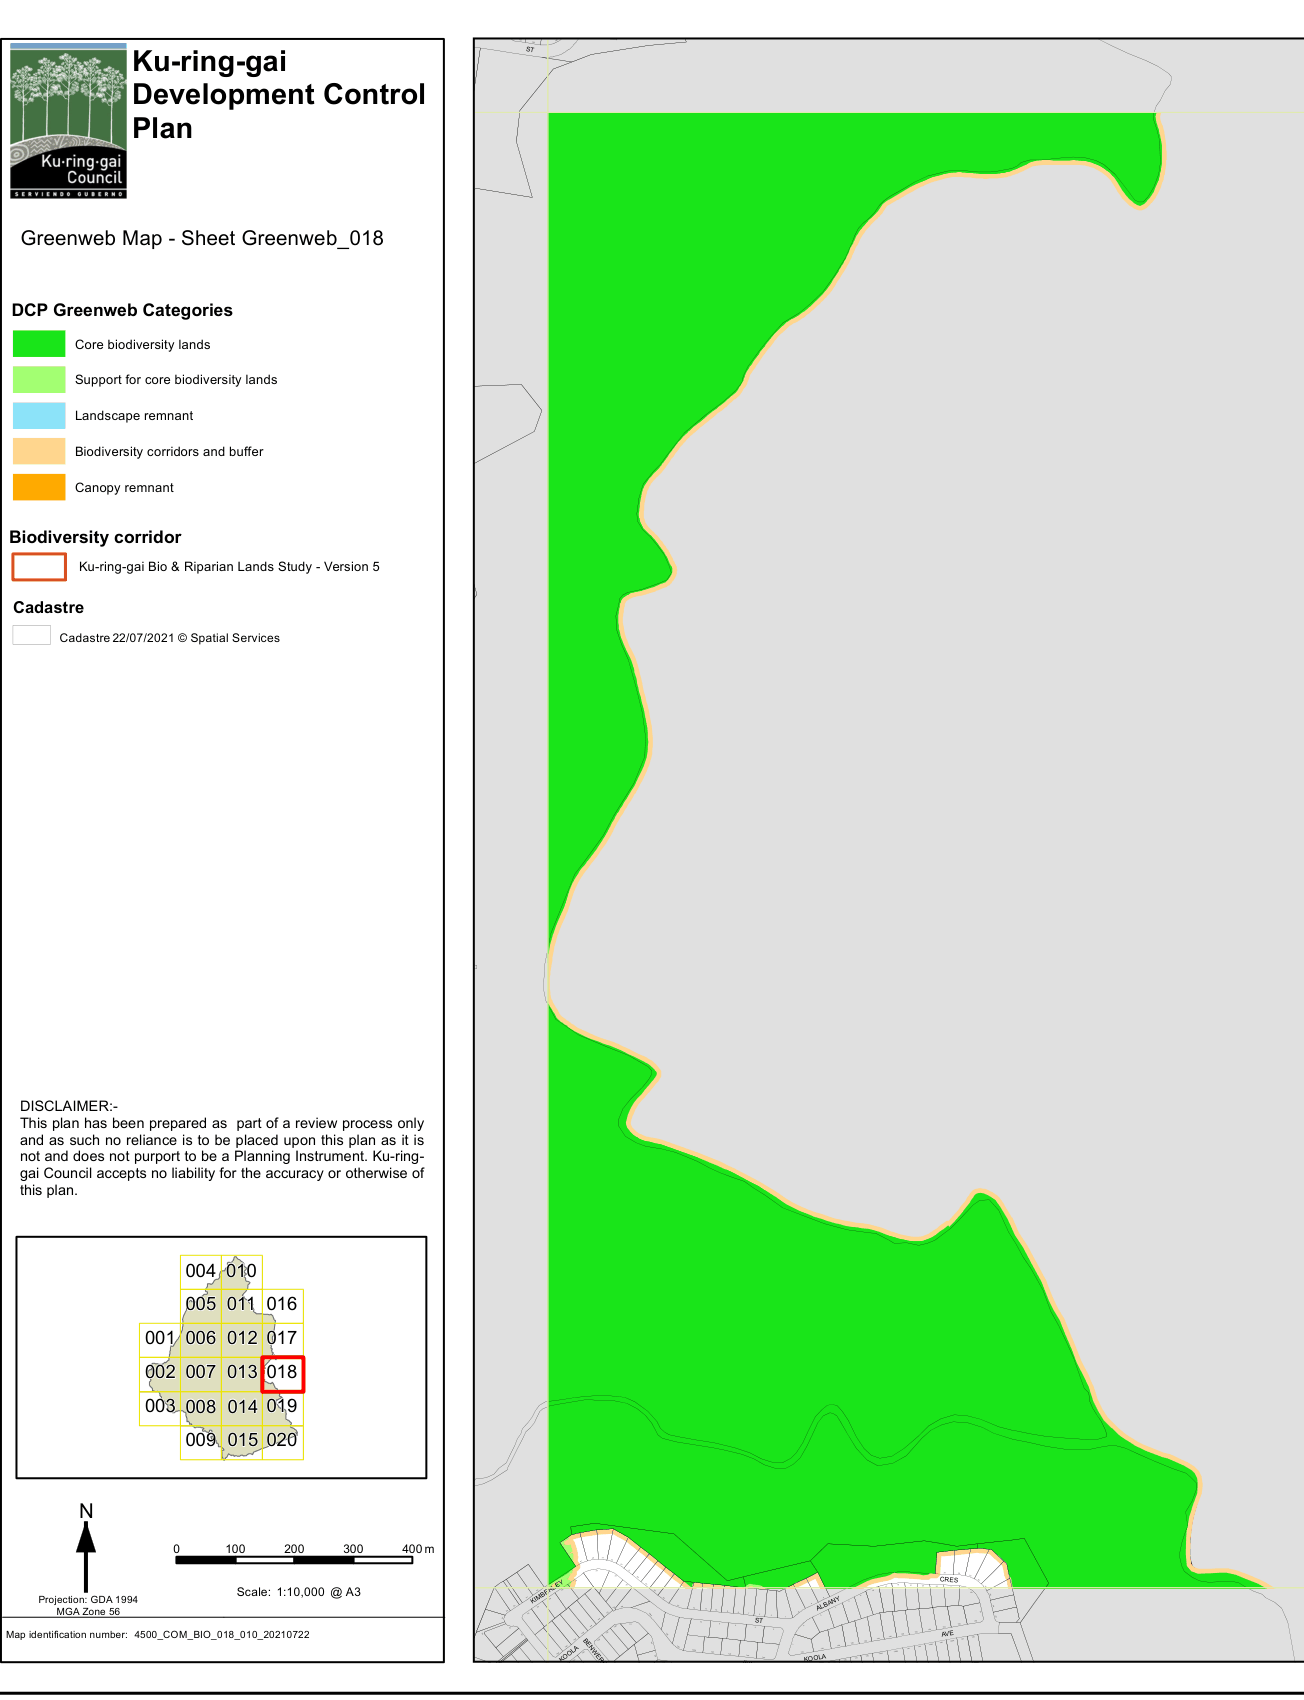 Ku-ring-gai
Development Control
Plan
Ku·ring·gai
Council
SERVIENDO GUBERNO
Greenweb Map - Sheet Greenweb_018
DCP Greenweb Categories
Core biodiversity lands
Support for core biodiversity lands
Landscape remnant
Biodiversity corridors and buffer
Canopy remnant
Biodiversity corridor
Ku-ring-gai Bio & Riparian Lands Study - Version 5
Cadastre
Cadastre 22/07/2021 © Spatial Services
DISCLAIMER:-
This plan has been prepared as part of a review process only
and as such no reliance is to be placed upon this plan as it is
not and does not purport to be a Planning Instrument. Ku-ring-
gai Council accepts no liability for the accuracy or otherwise of
this plan.
004 010
005 011 016
001 006 012 017
002 007 013 018
003 008 014 019
009 015 020
N
0 100 200 300 400 m
Scale: 1:10,000 @ A3
Projection: GDA 1994
MGA Zone 56
Map identification number: 4500_COM_BIO_018_010_20210722
ST
CRES
ALBANY
ST
AVE
KOOLA
KOOLA